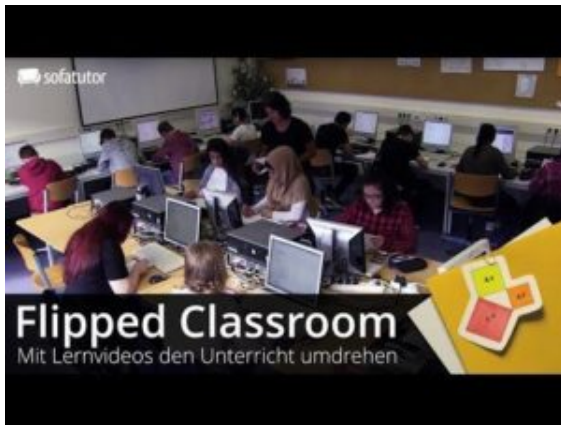 sofatutor
Flipped Classroom
Mit Lernvideos den Unterricht umdrehen